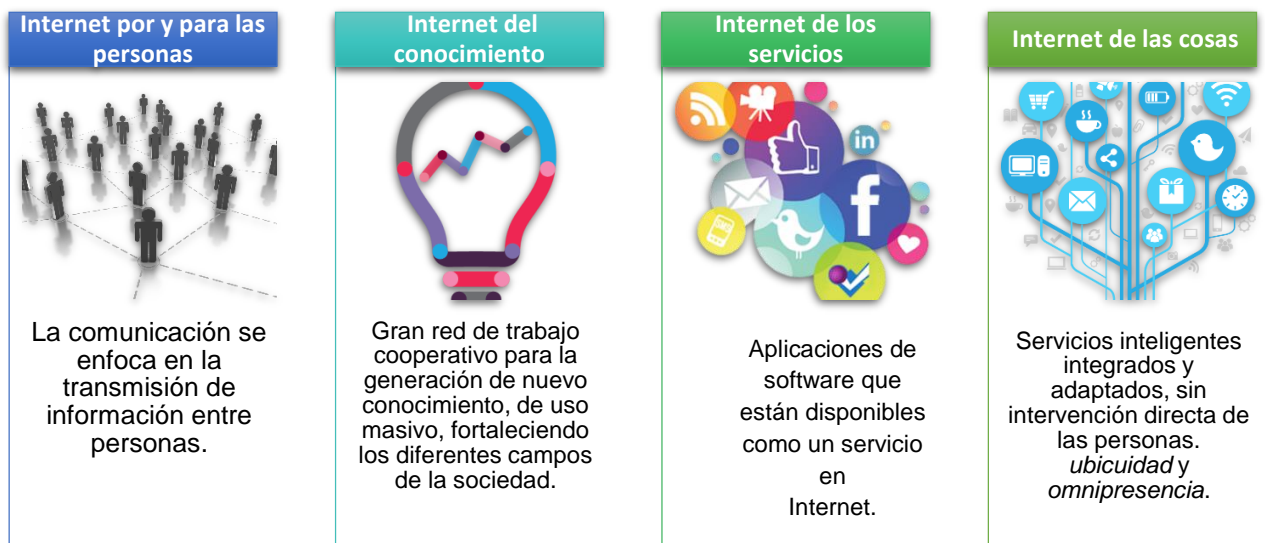 Internet por y para las
personas
La comunicación se
enfoca en la
transmisión de
información entre
personas.
Internet del
conocimiento
Gran red de trabajo
cooperativo para la
generación de nuevo
conocimiento, de uso
masivo, fortaleciendo
los diferentes campos
de la sociedad.
Internet de los
servicios
in
f
SMS
Aplicaciones de
software que
están disponibles
como un servicio
en
Internet.
Internet de las cosas
Servicios inteligentes
integrados y
adaptados, sin
intervención directa de
las personas.
ubicuidad y
omnipresencia.